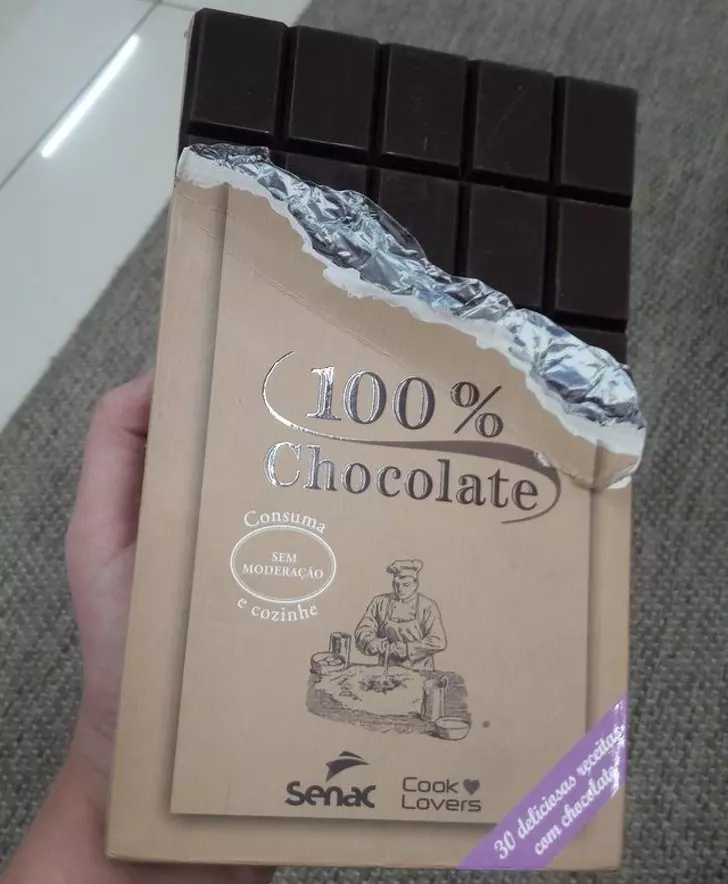 100%
Chocolate
Consuma
SEM
MODERAÇÃO
e cozinhe
senac
Cook
Lovers
30 deliciosas receitas
com chocolate